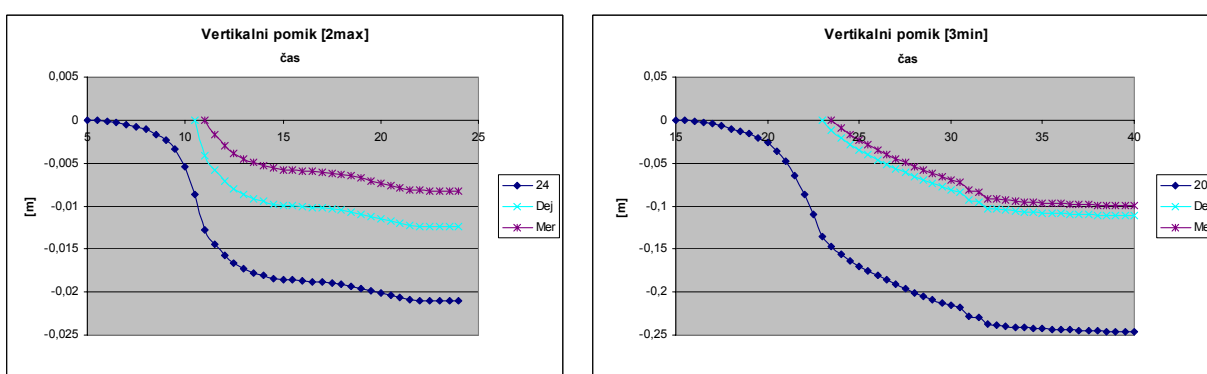 Vertikalni pomik [2max]
čas
0,005
0
-0,005
-0,01
-0,015
-0,02
-0,025
5
10
15
20
25
[m]
24
Dej
Mer
Vertikalni pomik [3min]
čas
0,05
0
-0,05
-0,1
-0,15
-0,2
-0,25
15
20
25
30
35
40
[m]
20
De
Me